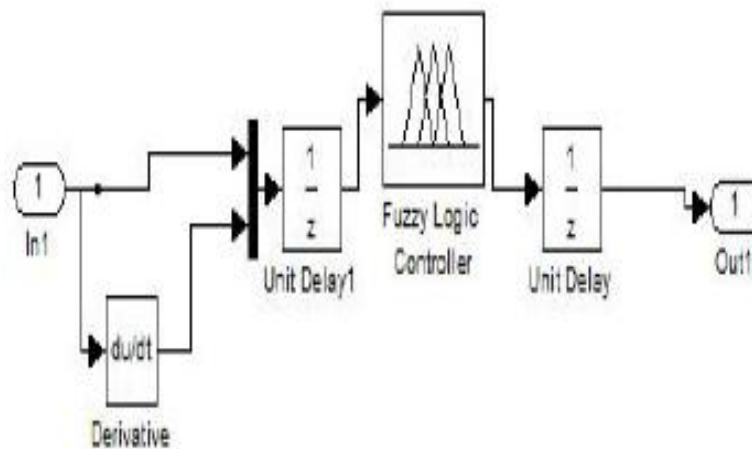 1
In1
du/dt
Derivative
1
z
Unit Delay1
Fuzzy Logic
Controller
1
z
Unit Delay
1
Out1